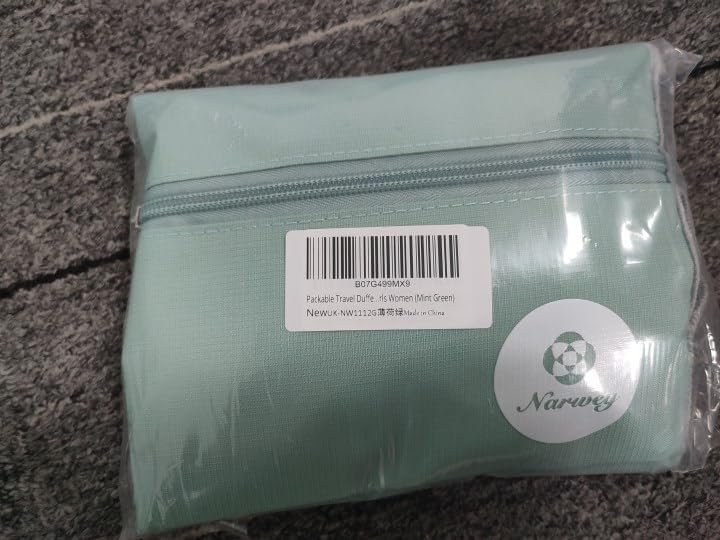 B07G499MX9
Packable Travel Duffe...rls Women (Mint Green)
NewUK-NW1112G薄荷绿Made in China
Narwey